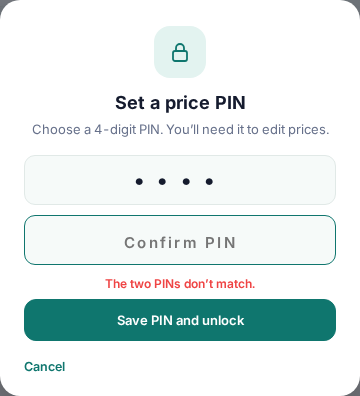 Set a price PIN
Choose a 4-digit PIN. You’ll need it to edit prices.
••••
Confirm PIN
The two PINs don’t match.
Save PIN and unlock
Cancel